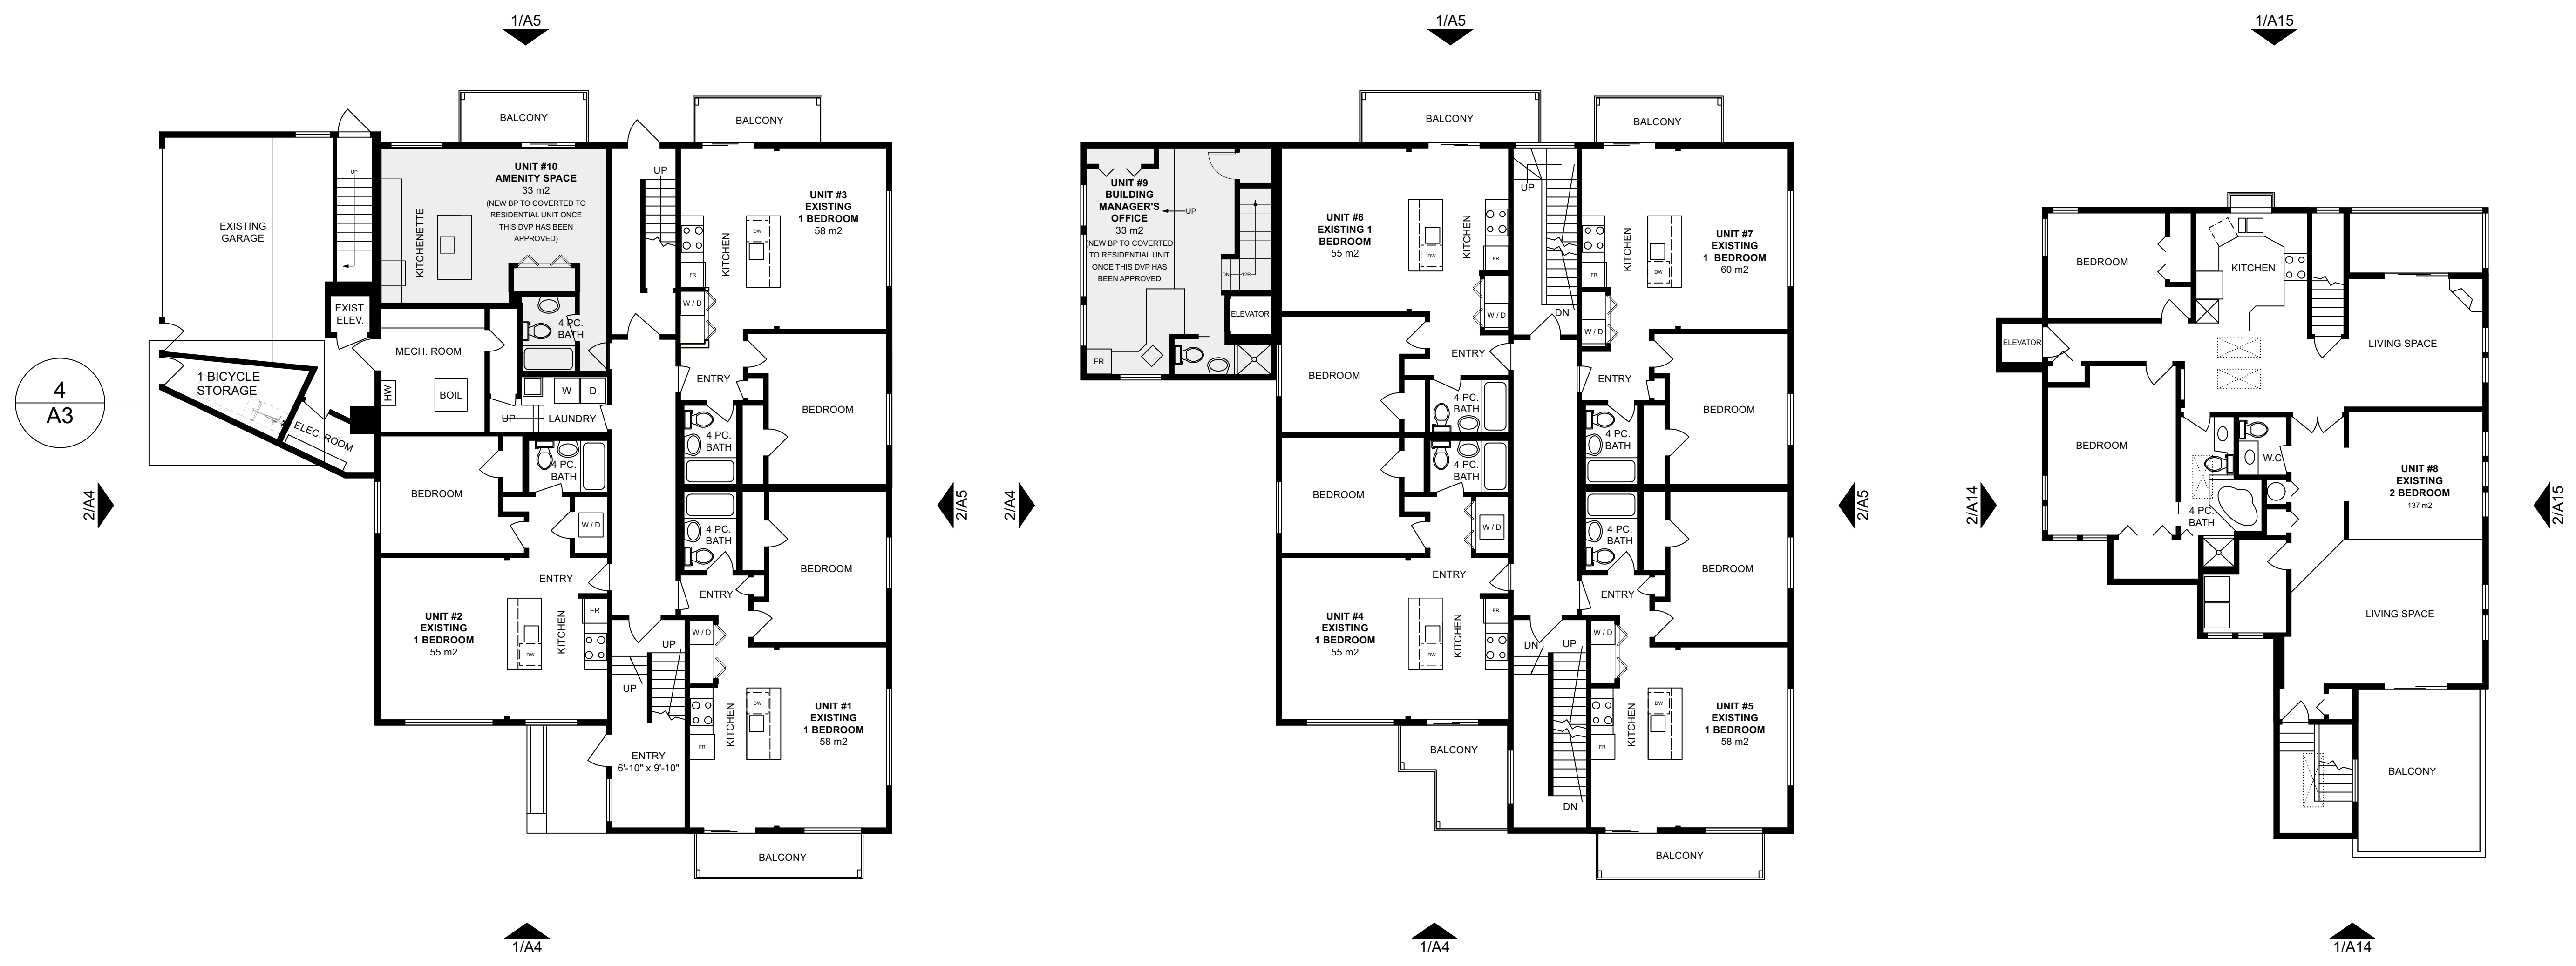 1/A5
BALCONY
BALCONY
UP
EXISTING
GARAGE
UNIT #10
AMENITY SPACE
33 m2
(NEW BP TO COVERTED TO
RESIDENTIAL UNIT ONCE
THIS DVP HAS BEEN
APPROVED)
KITCHENETTE
UP
UNIT #3
EXISTING
1 BEDROOM
58 m2
KITCHEN
DW
FR
W / D
EXIST.
ELEV.
4 PC.
BATH
MECH. ROOM
HW
BOIL
W
D
UP
LAUNDRY
4
A3
1 BICYCLE
STORAGE
ELEC. ROOM
ENTRY
BEDROOM
4 PC.
BATH
4 PC.
BATH
BEDROOM
W / D
2/A4
2/A5
4 PC.
BATH
BEDROOM
ENTRY
ENTRY
UNIT #2
EXISTING
1 BEDROOM
55 m2
KITCHEN
FR
DW
UP
UP
W / D
ENTRY
6'-10" x 9'-10"
KITCHEN
DW
FR
UNIT #1
EXISTING
1 BEDROOM
58 m2
BALCONY
1/A4
1/A5
BALCONY
BALCONY
UNIT #9
BUILDING
MANAGER'S
OFFICE
33 m2
(NEW BP TO COVERTED
TO RESIDENTIAL UNIT
ONCE THIS DVP HAS
BEEN APPROVED
UP
DN
12R
ELEVATOR
FR
UNIT #6
EXISTING 1
BEDROOM
55 m2
KITCHEN
DW
FR
W / D
UP
DN
KITCHEN
DW
FR
W / D
UNIT #7
EXISTING
1 BEDROOM
60 m2
BEDROOM
ENTRY
4 PC.
BATH
ENTRY
BEDROOM
4 PC.
BATH
4 PC.
BATH
BEDROOM
W / D
2/A4
2/A5
4 PC.
BATH
BEDROOM
ENTRY
ENTRY
UNIT #4
EXISTING
1 BEDROOM
55 m2
KITCHEN
FR
DW
DN
UP
DN
W / D
KITCHEN
DW
FR
UNIT #5
EXISTING
1 BEDROOM
58 m2
BALCONY
BALCONY
1/A4
1/A15
BEDROOM
KITCHEN
ELEVATOR
LIVING SPACE
BEDROOM
W.C
4 PC.
BATH
UNIT #8
EXISTING
2 BEDROOM
137 m2
2/A14
2/A15
LIVING SPACE
BALCONY
1/A14